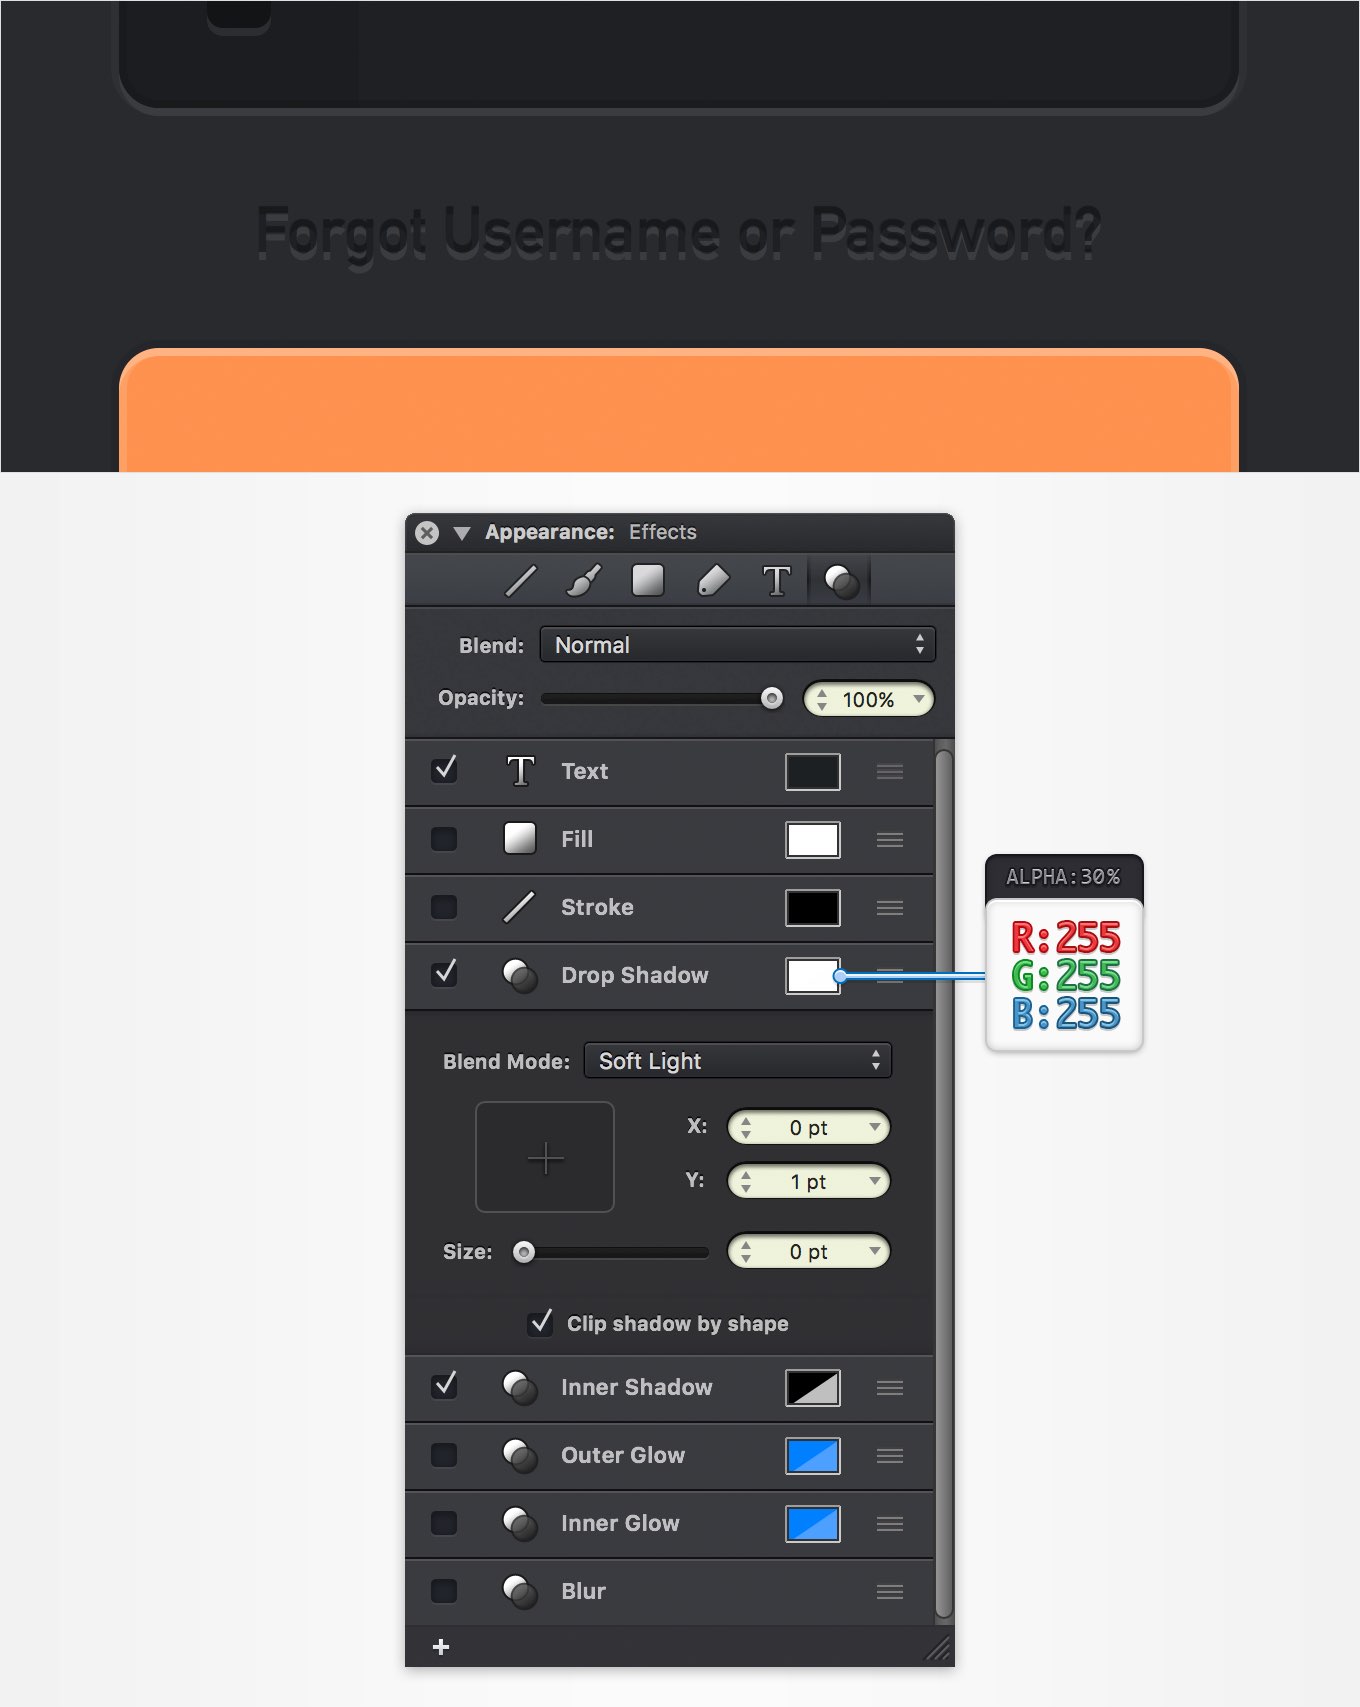 Forgot Username or Password?
Appearance: Effects
T
Blend: Normal
Opacity: 100%
T Text
Fill
Stroke
Drop Shadow
ALPHA:30%
R:255
G:255
B:255
Blend Mode: Soft Light
X: 0 pt
Y: 1 pt
Size: 0 pt
Clip shadow by shape
Inner Shadow
Outer Glow
Inner Glow
Blur